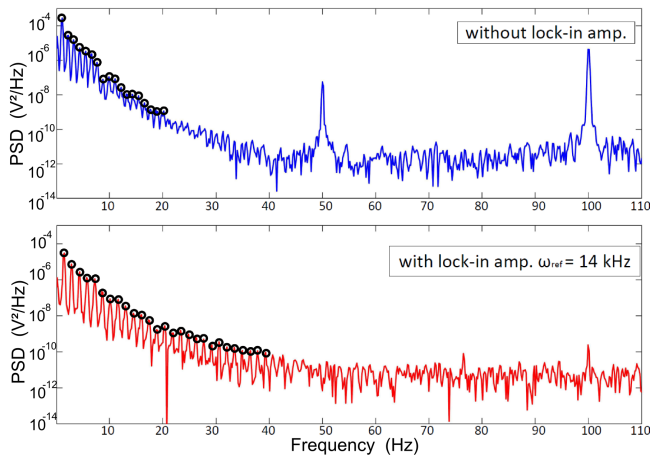 10⁻⁴
10⁻⁶
10⁻⁸
10⁻¹⁰
10⁻¹²
10⁻¹⁴
PSD (V²/Hz)
without lock-in amp.
10 20 30 40 50 60 70 80 90 100 110
10⁻⁴
10⁻⁶
10⁻⁸
10⁻¹⁰
10⁻¹²
10⁻¹⁴
PSD (V²/Hz)
with lock-in amp. ωref = 14 kHz
10 20 30 40 50 60 70 80 90 100 110
Frequency (Hz)